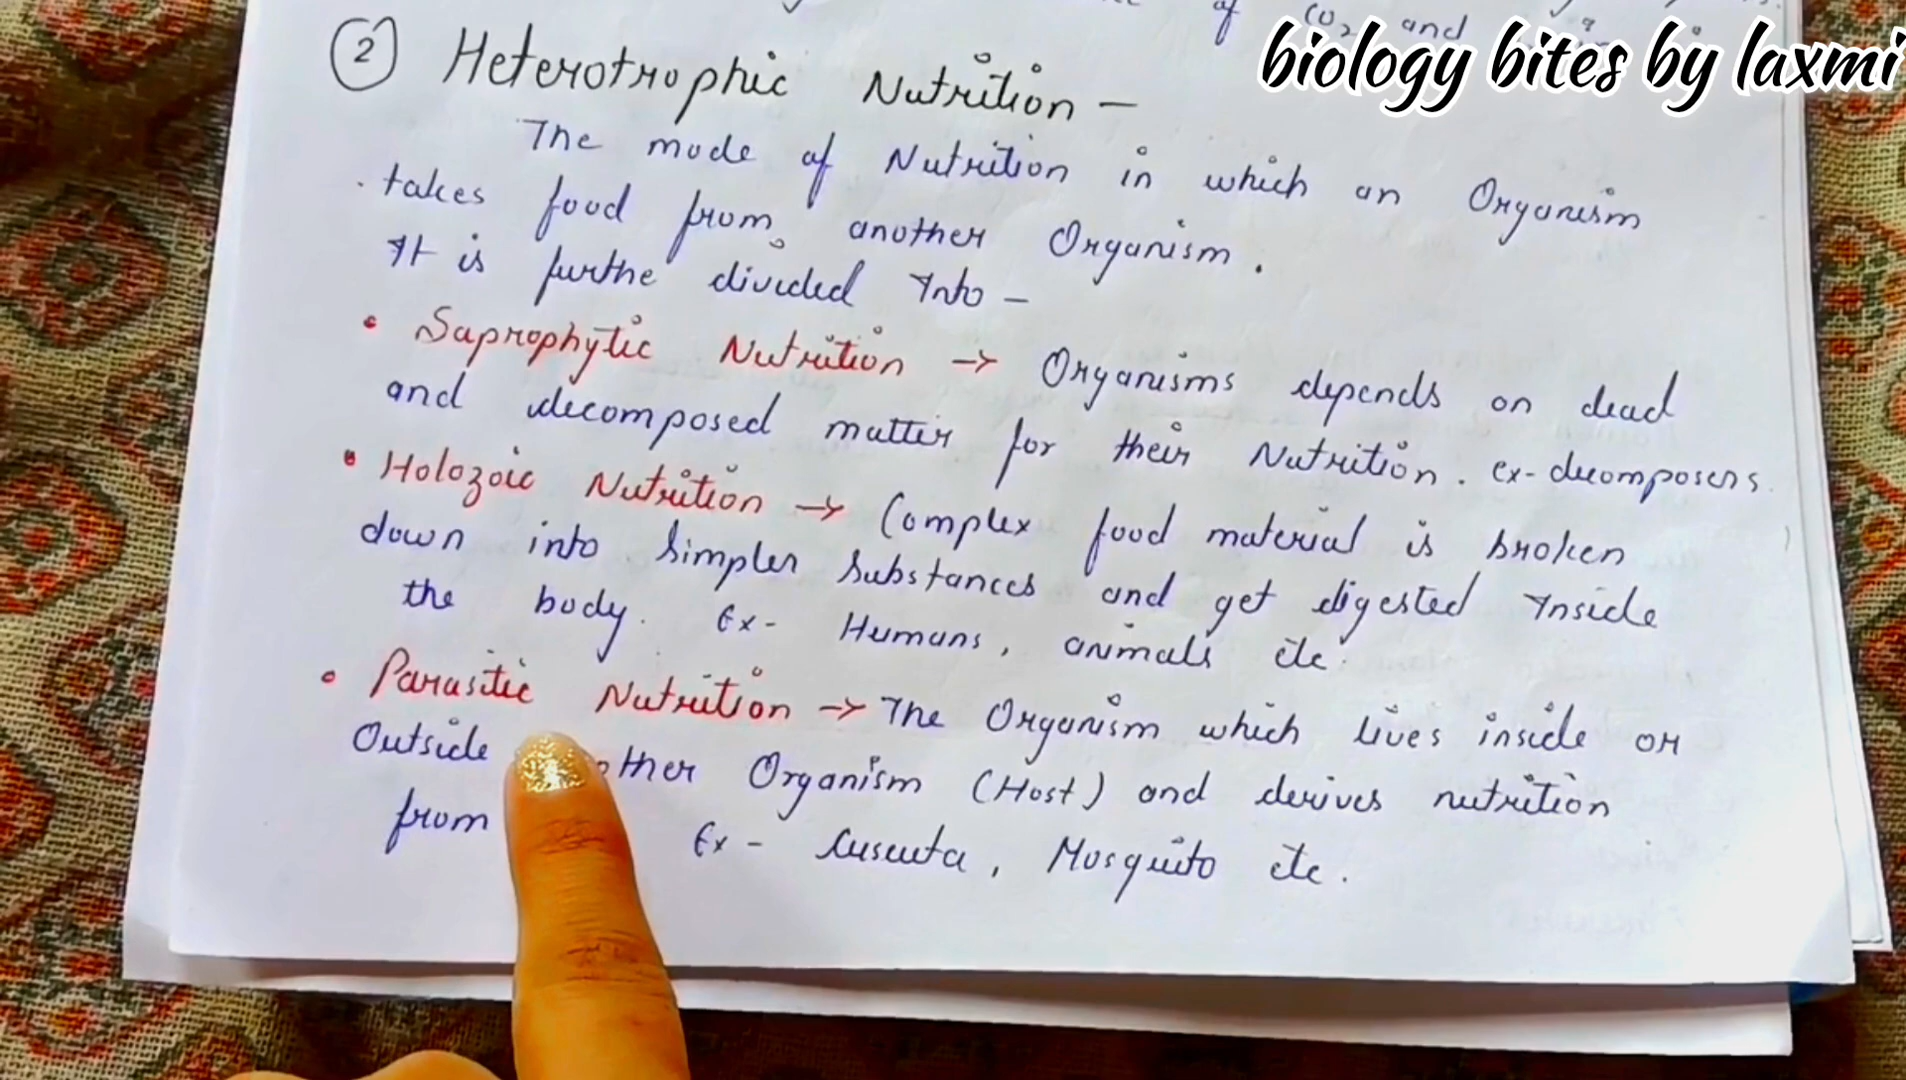 of CO2 and
biology bites by laxmi
2 Heterotrophic Nutrition -
The mode of Nutrition in which an Organism
takes food from another Organism.
It is furthe divided Into -
• Saprophytic Nutrition → Organisms depends on dead
and decomposed matter for their Nutrition. ex- decomposers
• Holozoic Nutrition → Complex food material is broken
down into simpler substances and get digested Inside
the body. Ex- Humans, animals etc.
• Parasitic Nutrition → The Organism which lives inside or
Outside other Organism (Host) and derives nutrition
from Ex - Cuscuta, Mosquito etc.